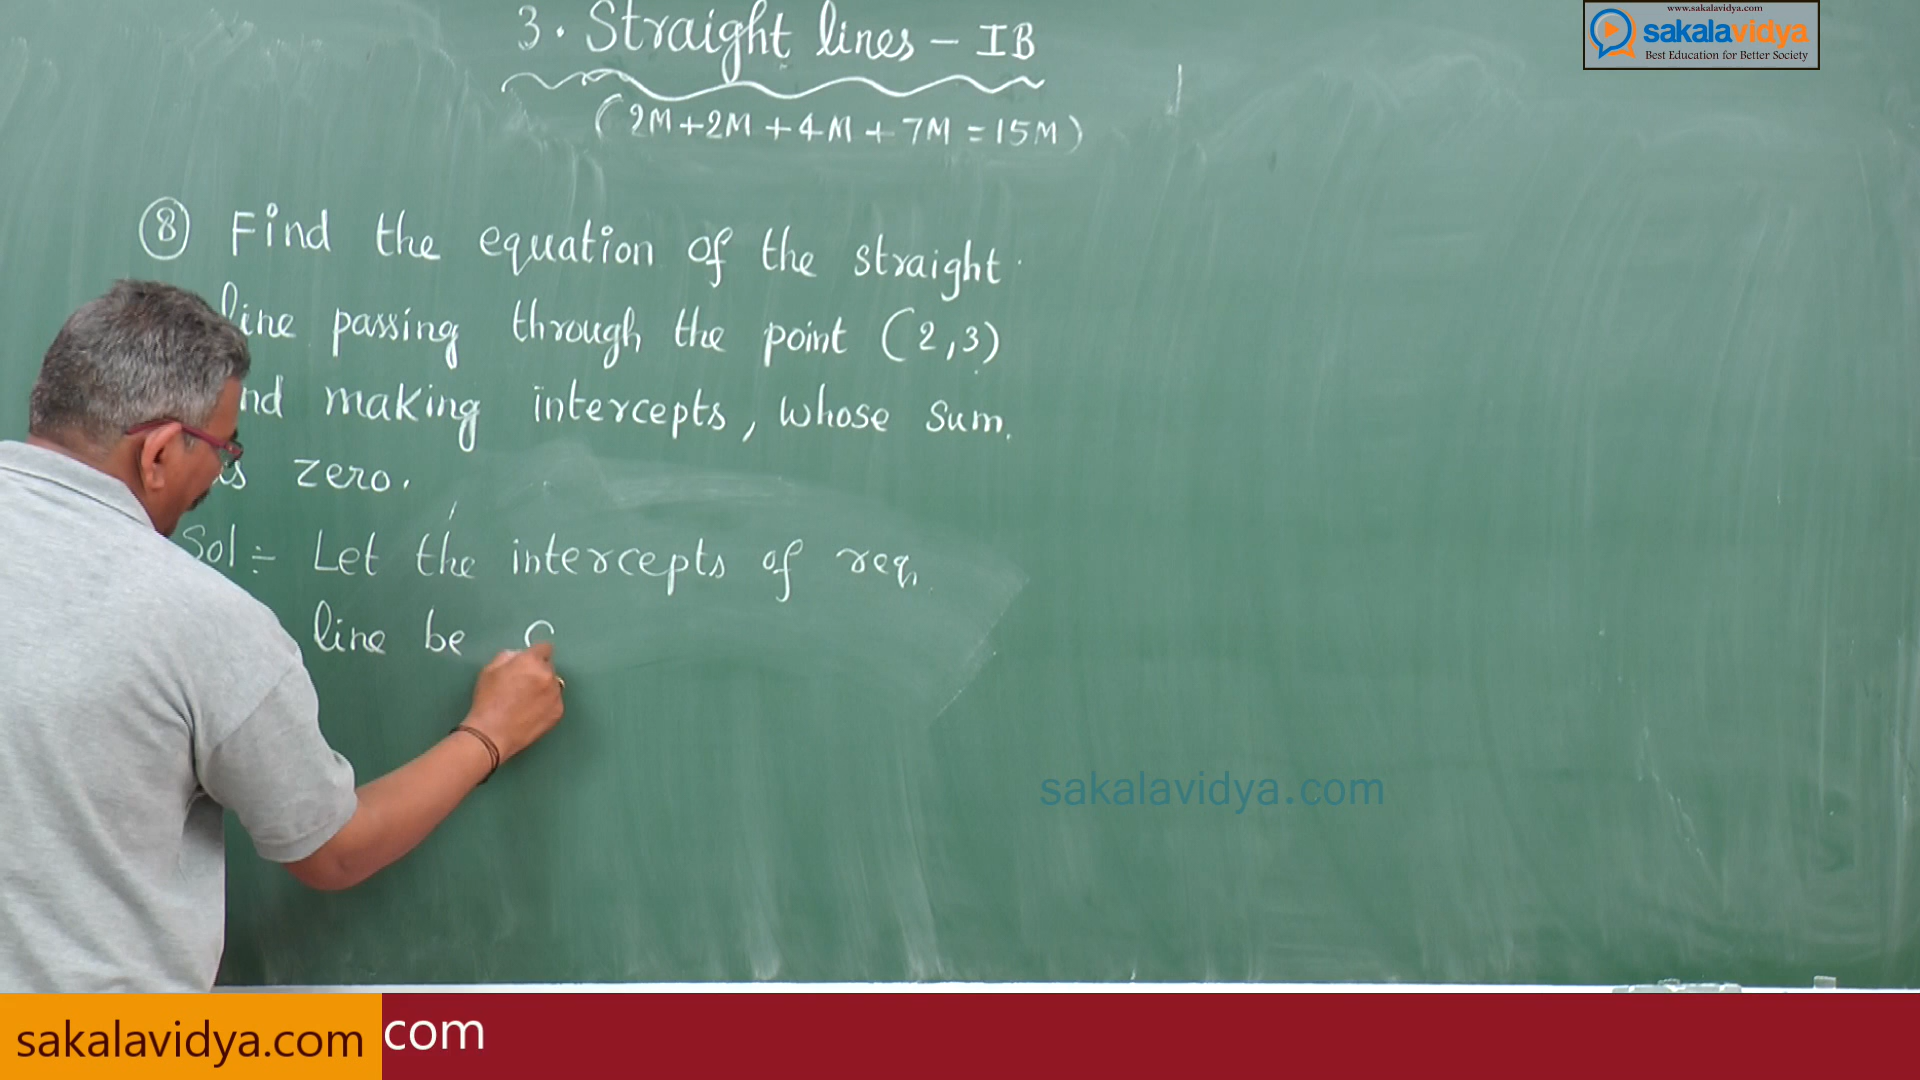 3. Straight lines - IB
(2M+2M+4M+7M=15M)
8 Find the equation of the straight
line passing through the point (2,3)
and making intercepts, whose sum.
is zero.
Sol:- Let the intercepts of req.
line be
www.sakalavidya.com
sakalavidya
Best Education for Better Society
sakalavidya.com
sakalavidya.com
com